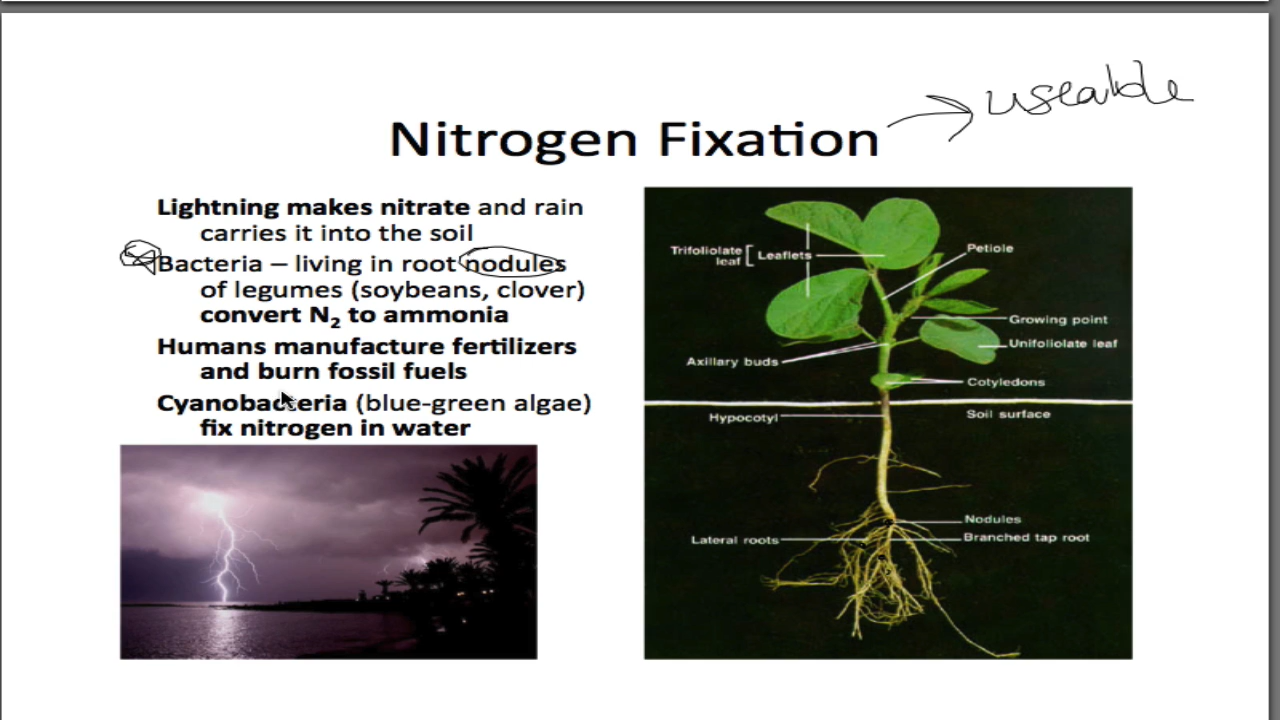 useable
Nitrogen Fixation
Lightning makes nitrate and rain
carries it into the soil
Bacteria – living in root nodules
of legumes (soybeans, clover)
convert N₂ to ammonia
Humans manufacture fertilizers
and burn fossil fuels
Cyanobacteria (blue-green algae)
fix nitrogen in water
Trifoliolate
leaf
Leaflets
Petiole
Growing point
Unifoliolate leaf
Axillary buds
Cotyledons
Hypocotyl
Soil surface
Nodules
Lateral roots
Branched tap root